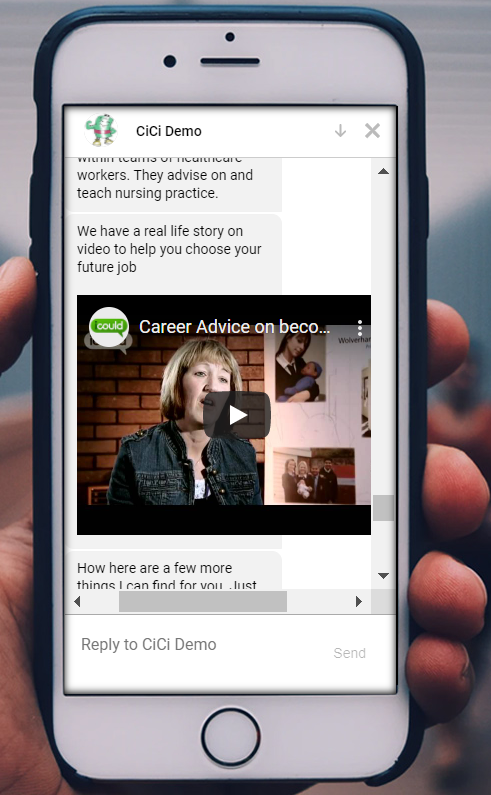 CiCi Demo
within teams of healthcare
workers. They advise on and
teach nursing practice.
We have a real life story on
video to help you choose your
future job
could
Career Advice on beco...
Wolverham
How here are a few more
things I can find for you. Just
Reply to CiCi Demo
Send